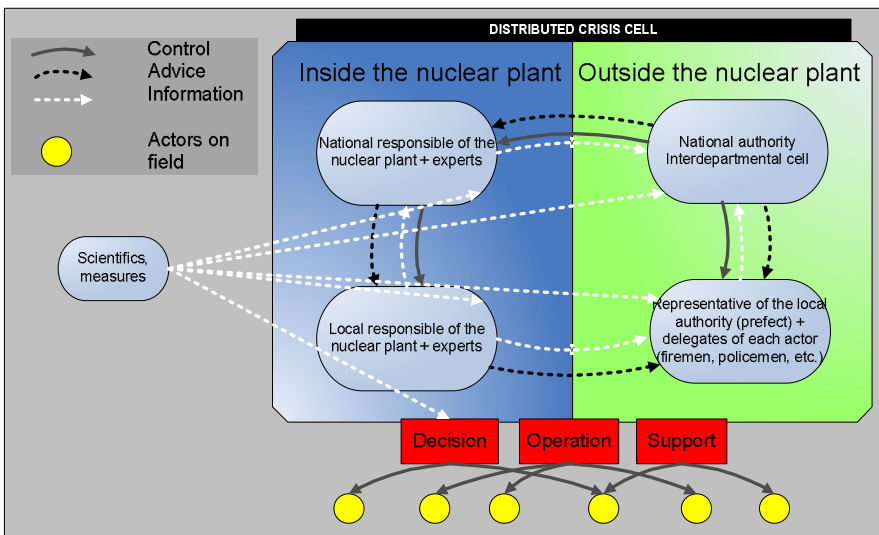 DISTRIBUTED CRISIS CELL
Control
Advice
Information
Actors on
field
Inside the nuclear plant
Outside the nuclear plant
National responsible of the
nuclear plant + experts
National authority
Interdepartmental cell
Scientifics,
measures
Local responsible of the
nuclear plant + experts
Representative of the local
authority (prefect) +
delegates of each actor
(firemen, policemen, etc.)
Decision
Operation
Support